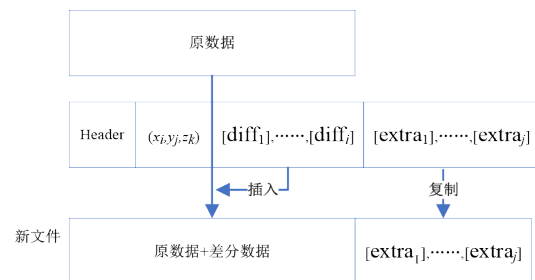 原数据
Header (xᵢ,yⱼ,zₖ) [diff₁],······,[diffᵢ] [extra₁],······,[extraⱼ]
插入 复制
新文件 原数据+差分数据 [extra₁],······,[extraⱼ]